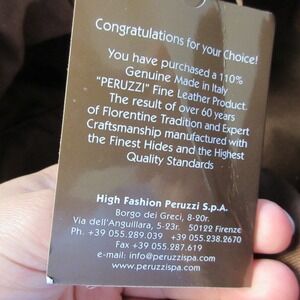 Congratulations for your Choice!
You have purchased a 110%
Genuine Made in Italy
"PERUZZI" Fine Leather Product.
The result of over 60 years
of Florentine Tradition and Expert
Craftsmanship manufactured with
the Finest Hides and the Highest
Quality Standards
High Fashion Peruzzi S.p.A.
Borgo dei Greci, 8-20r.
Via dell'Anguillara, 5-23r. 50122 Firenze
Ph. +39 055.289.039 +39 055.238.2670
Fax +39 055.287.619
e-mail: info@peruzzispa.com
www.peruzzispa.com